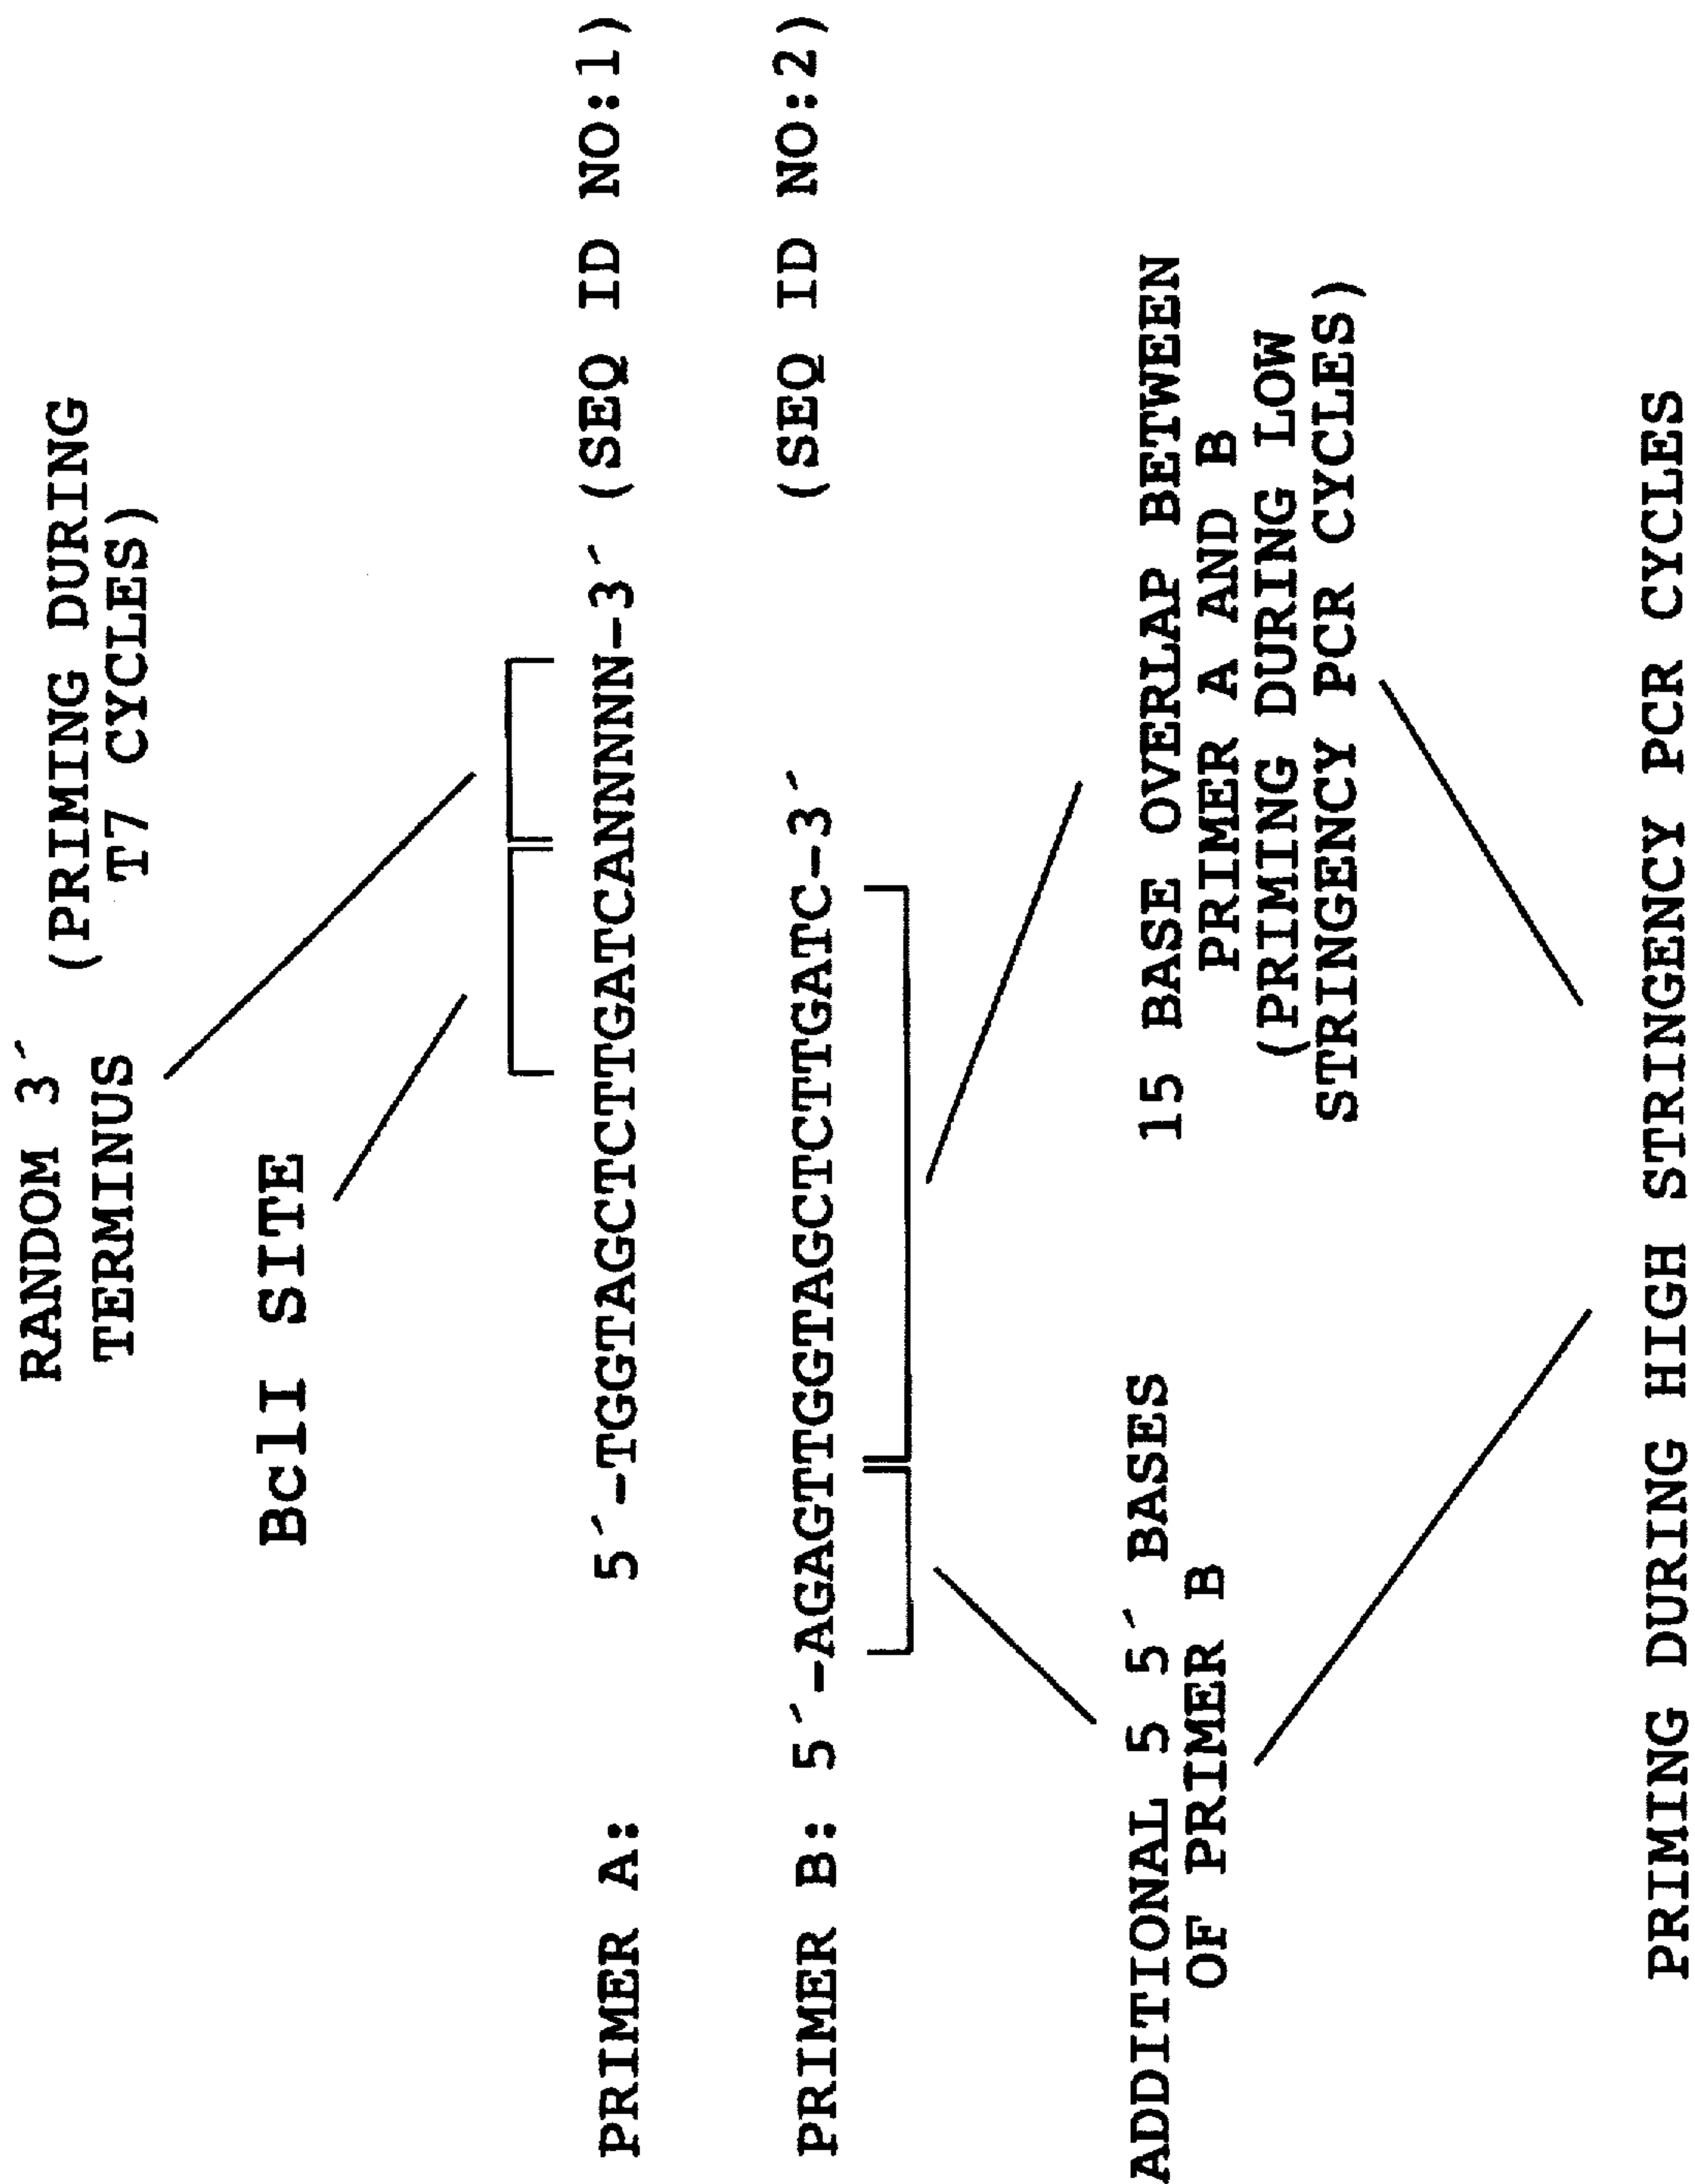 RANDOM 3´ (PRIMING DURING
TERMINUS T7 CYCLES)
BclI SITE
PRIMER A: 5´-TGGTAGCTCTTGATCANNNNN-3´ (SEQ ID NO:1)
PRIMER B: 5´-AGAGTTGGTAGCTCTTGATC-3´ (SEQ ID NO:2)
ADDITIONAL 5 5´ BASES
OF PRIMER B
15 BASE OVERLAP BETWEEN
PRIMER A AND B
(PRIMING DURING LOW
STRINGENCY PCR CYCLES)
PRIMING DURING HIGH STRINGENCY PCR CYCLES